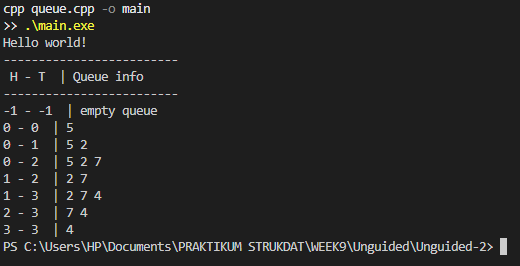 cpp queue.cpp -o main
>> .\main.exe
Hello world!
-------------------------
 H - T  | Queue info
-------------------------
-1 - -1  | empty queue
0 - 0  | 5
0 - 1  | 5 2
0 - 2  | 5 2 7
1 - 2  | 2 7
1 - 3  | 2 7 4
2 - 3  | 7 4
3 - 3  | 4
PS C:\Users\HP\Documents\PRAKTIKUM STRUKDAT\WEEK9\Unguided\Unguided-2>